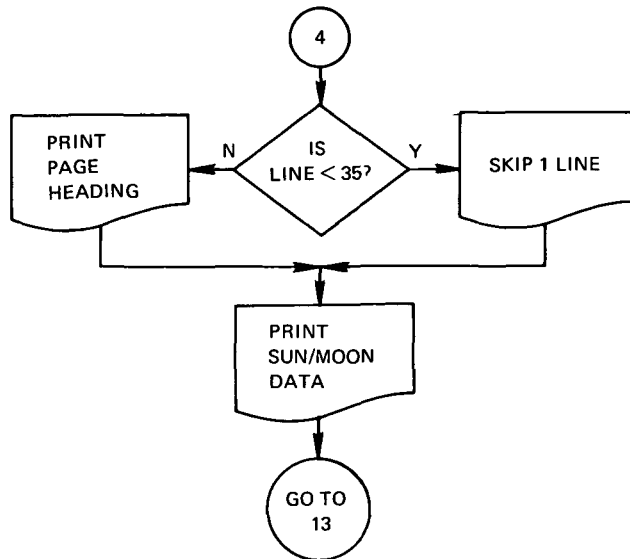 4
IS
LINE < 35?
N
Y
PRINT
PAGE
HEADING
SKIP 1 LINE
PRINT
SUN/MOON
DATA
GO TO
13